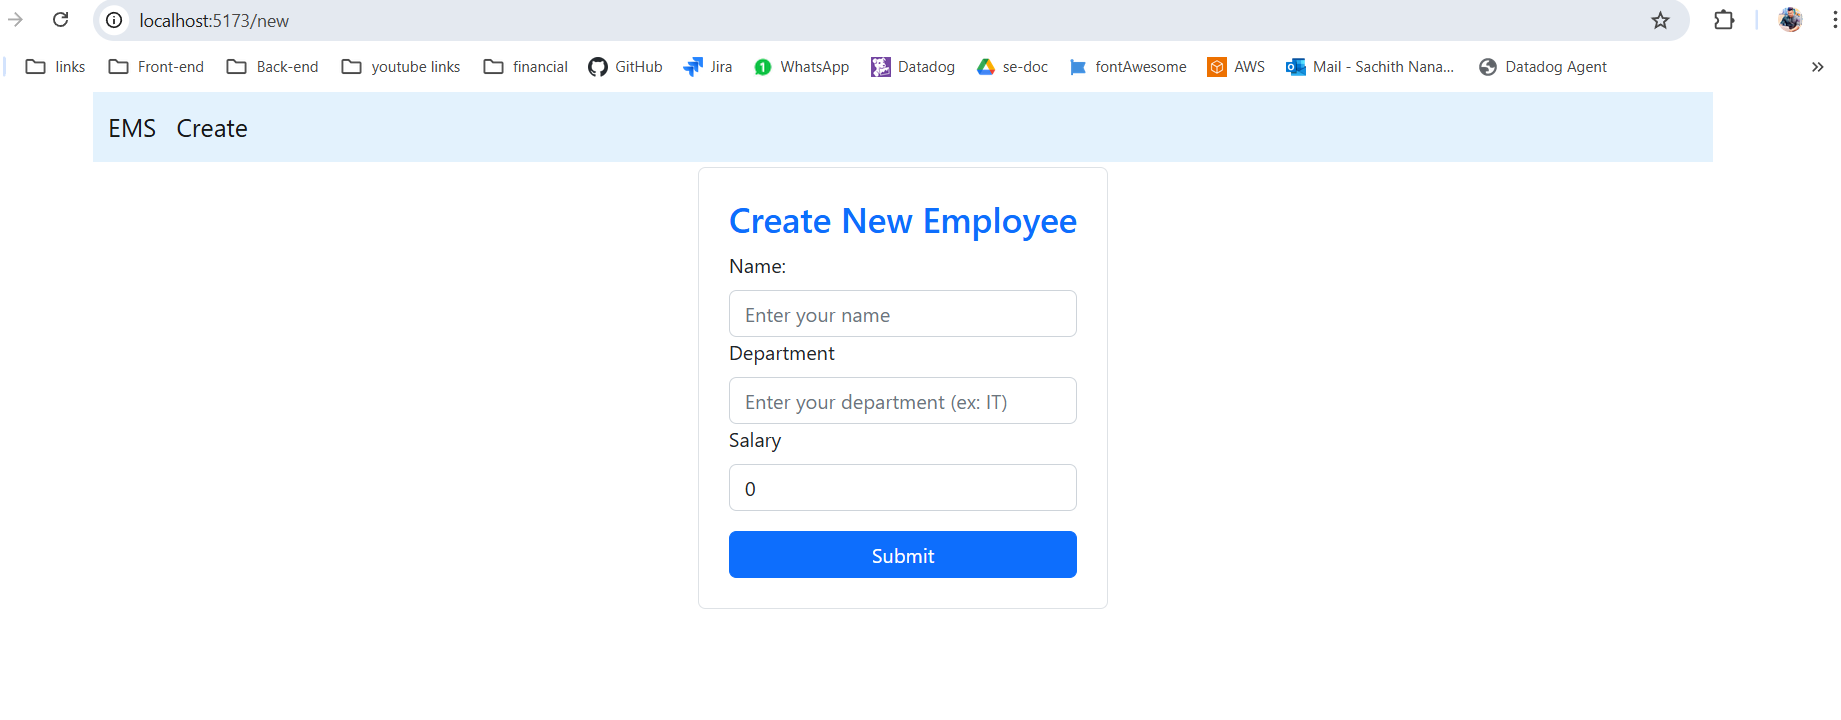 localhost:5173/new
links Front-end Back-end youtube links financial GitHub Jira 1 WhatsApp Datadog se-doc fontAwesome AWS Mail - Sachith Nana... Datadog Agent
EMS Create
Create New Employee
Name:
Enter your name
Department
Enter your department (ex: IT)
Salary
0
Submit